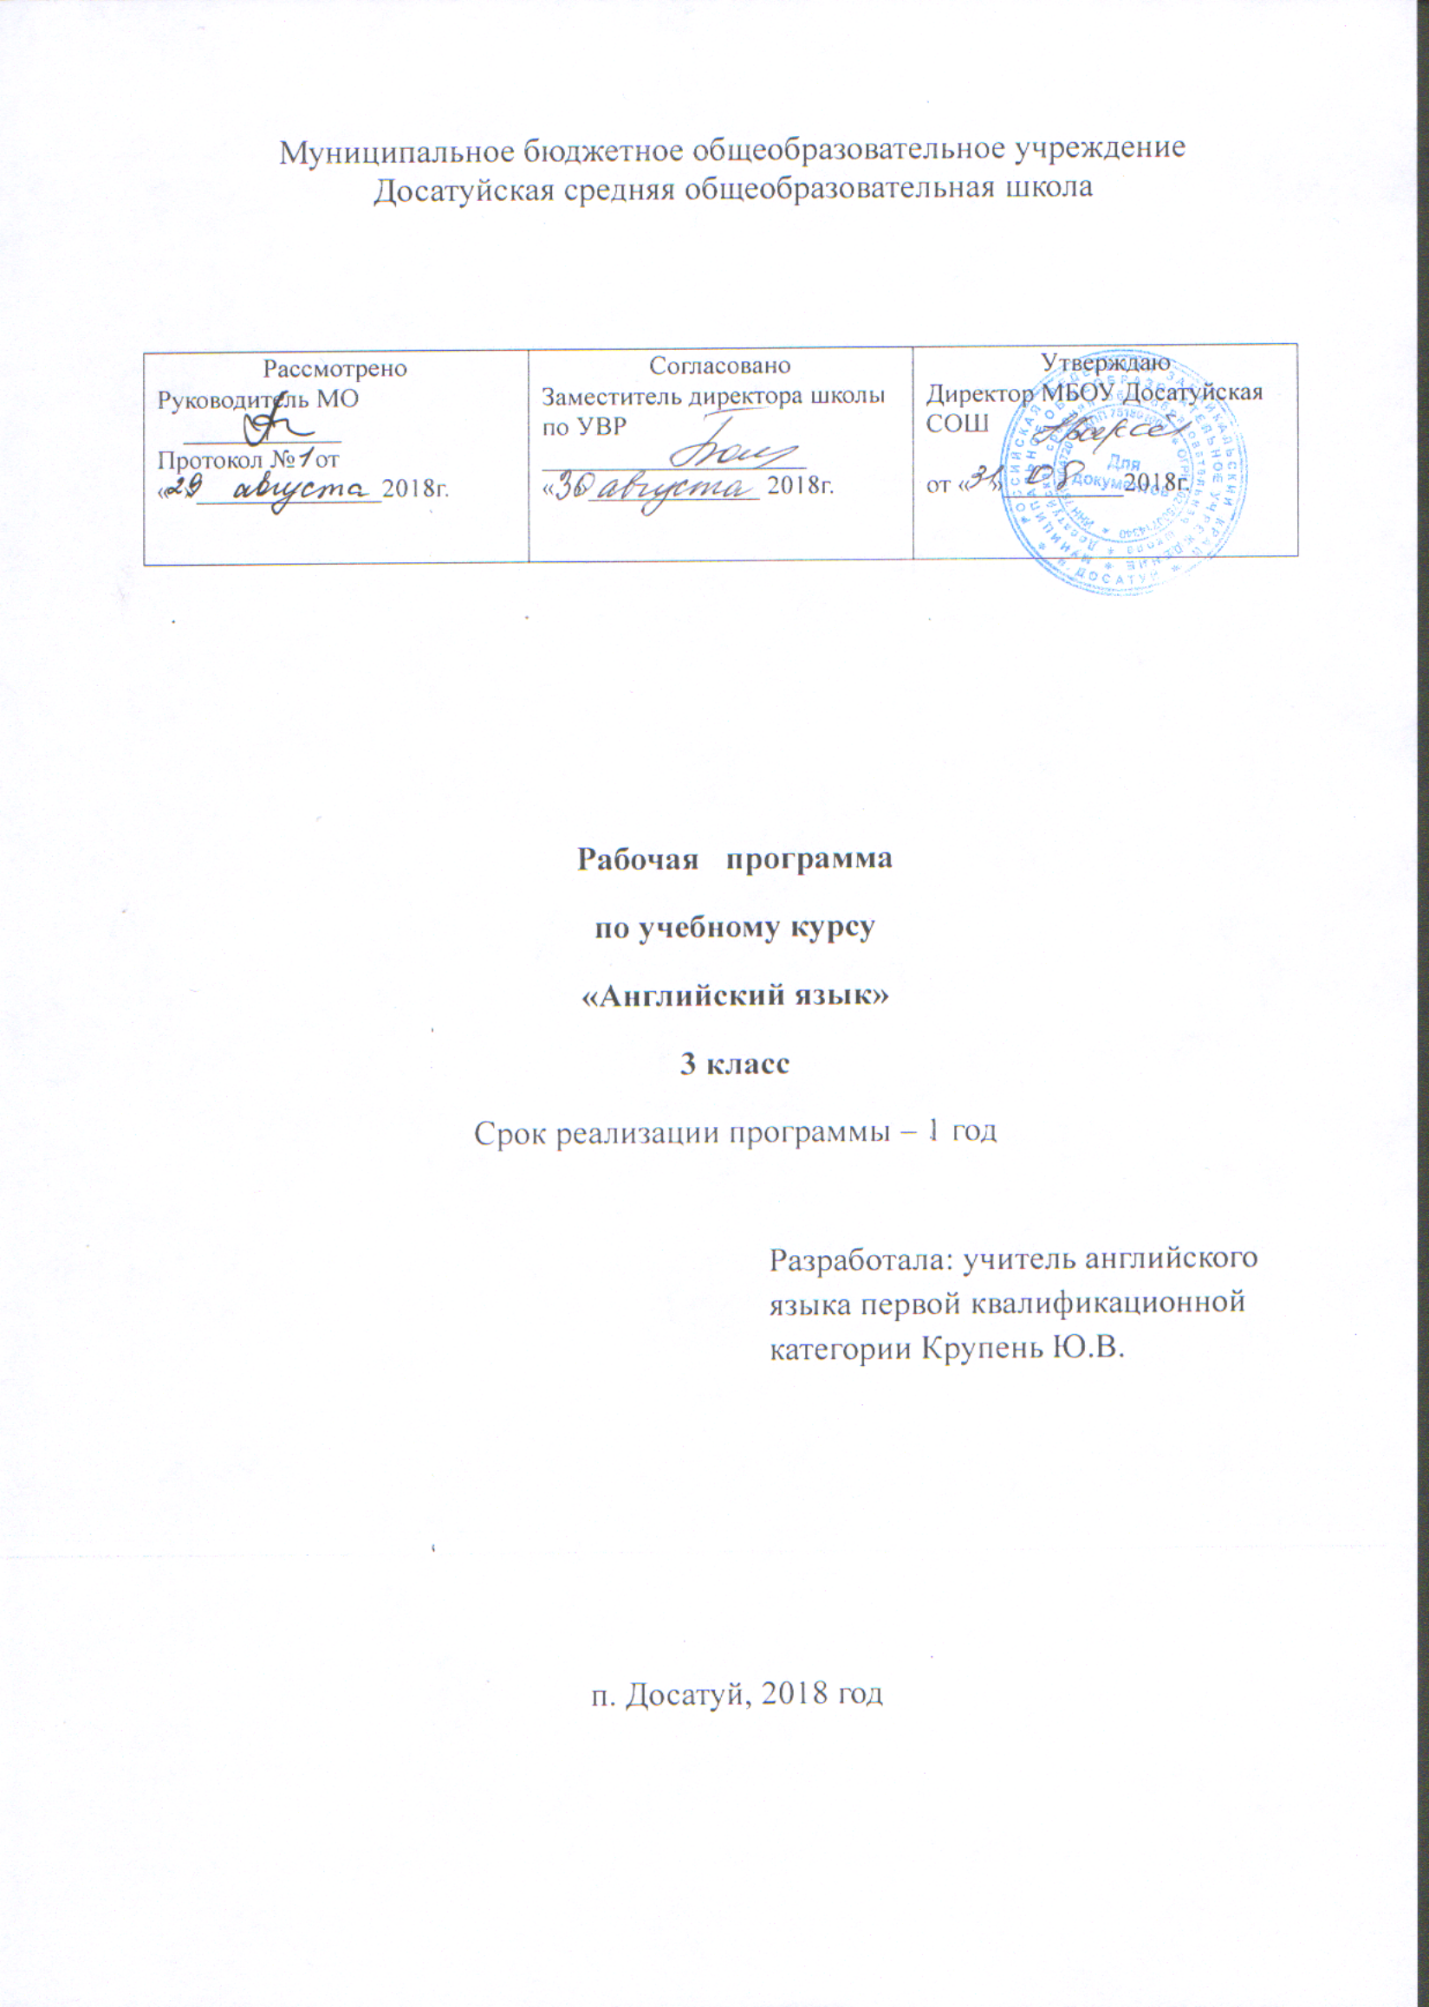 Муниципальное бюджетное общеобразовательное учреждение
Досатуйская средняя общеобразовательная школа
Рассмотрено
Руководитель МО
Протокол №1 от
«29 августа 2018г.
Согласовано
Заместитель директора школы
по УВР
«30 августа 2018г.
Утверждаю
Директор МБОУ Досатуйская
СОШ
от «31» 08 2018г.
Для
документов
Рабочая программа
по учебному курсу
«Английский язык»
3 класс
Срок реализации программы – 1 год
Разработала: учитель английского
языка первой квалификационной
категории Крупень Ю.В.
п. Досатуй, 2018 год